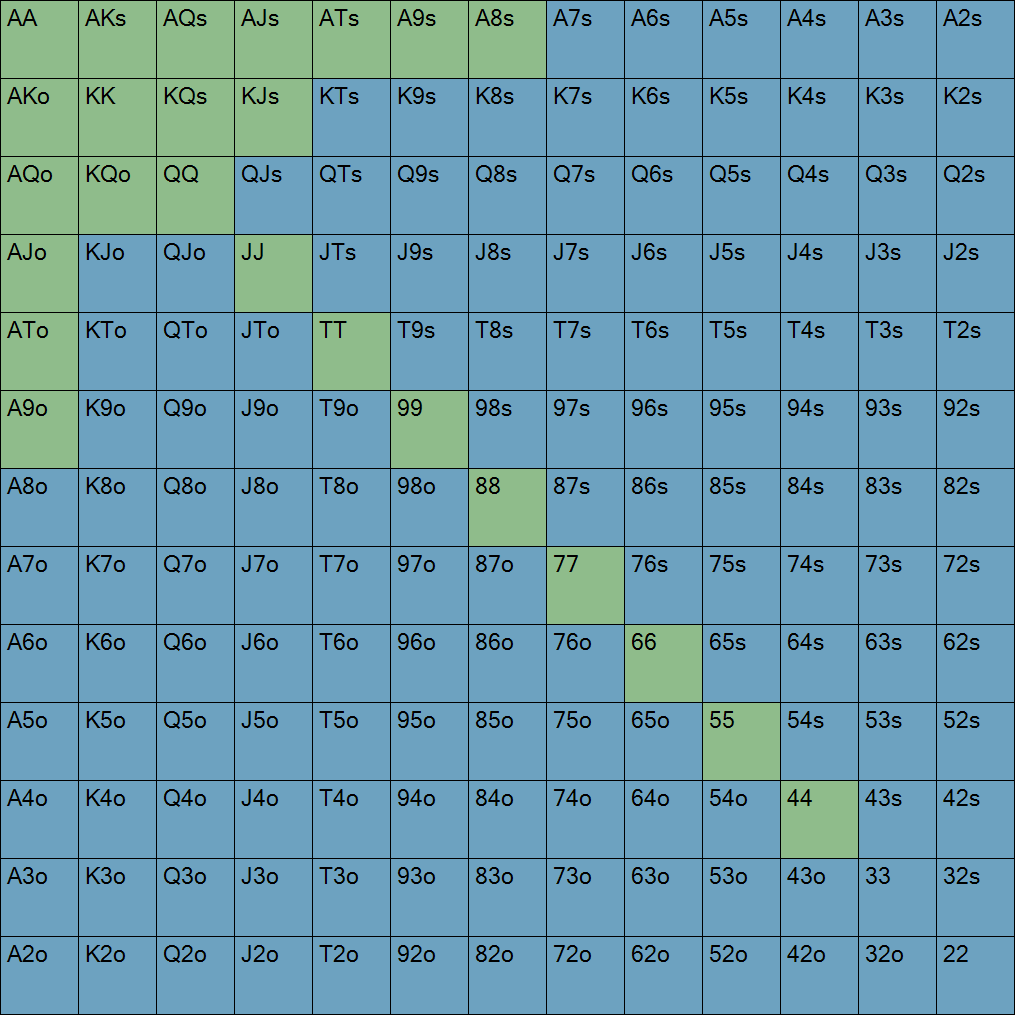 AA AKs AQs AJs ATs A9s A8s A7s A6s A5s A4s A3s A2s
AKo KK KQs KJs KTs K9s K8s K7s K6s K5s K4s K3s K2s
AQo KQo QQ QJs QTs Q9s Q8s Q7s Q6s Q5s Q4s Q3s Q2s
AJo KJo QJo JJ JTs J9s J8s J7s J6s J5s J4s J3s J2s
ATo KTo QTo JTo TT T9s T8s T7s T6s T5s T4s T3s T2s
A9o K9o Q9o J9o T9o 99 98s 97s 96s 95s 94s 93s 92s
A8o K8o Q8o J8o T8o 98o 88 87s 86s 85s 84s 83s 82s
A7o K7o Q7o J7o T7o 97o 87o 77 76s 75s 74s 73s 72s
A6o K6o Q6o J6o T6o 96o 86o 76o 66 65s 64s 63s 62s
A5o K5o Q5o J5o T5o 95o 85o 75o 65o 55 54s 53s 52s
A4o K4o Q4o J4o T4o 94o 84o 74o 64o 54o 44 43s 42s
A3o K3o Q3o J3o T3o 93o 83o 73o 63o 53o 43o 33 32s
A2o K2o Q2o J2o T2o 92o 82o 72o 62o 52o 42o 32o 22